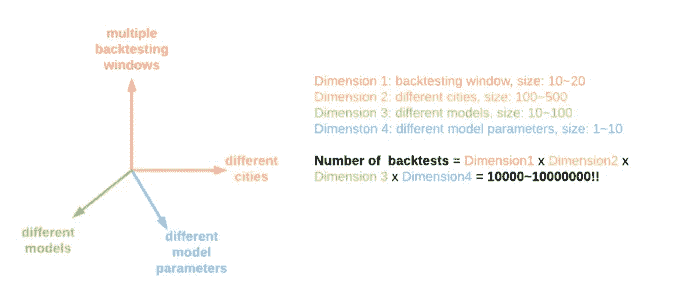 multiple
backtesting
windows
different
cities
different
models
different
model
parameters
Dimension 1: backtesting window, size: 10~20
Dimension 2: different cities, size: 100~500
Dimension 3: different models, size: 10~100
Dimenston 4: different model parameters, size: 1~10
Number of backtests = Dimension1 x Dimension2 x
Dimension 3 x Dimension4 = 10000~10000000!!